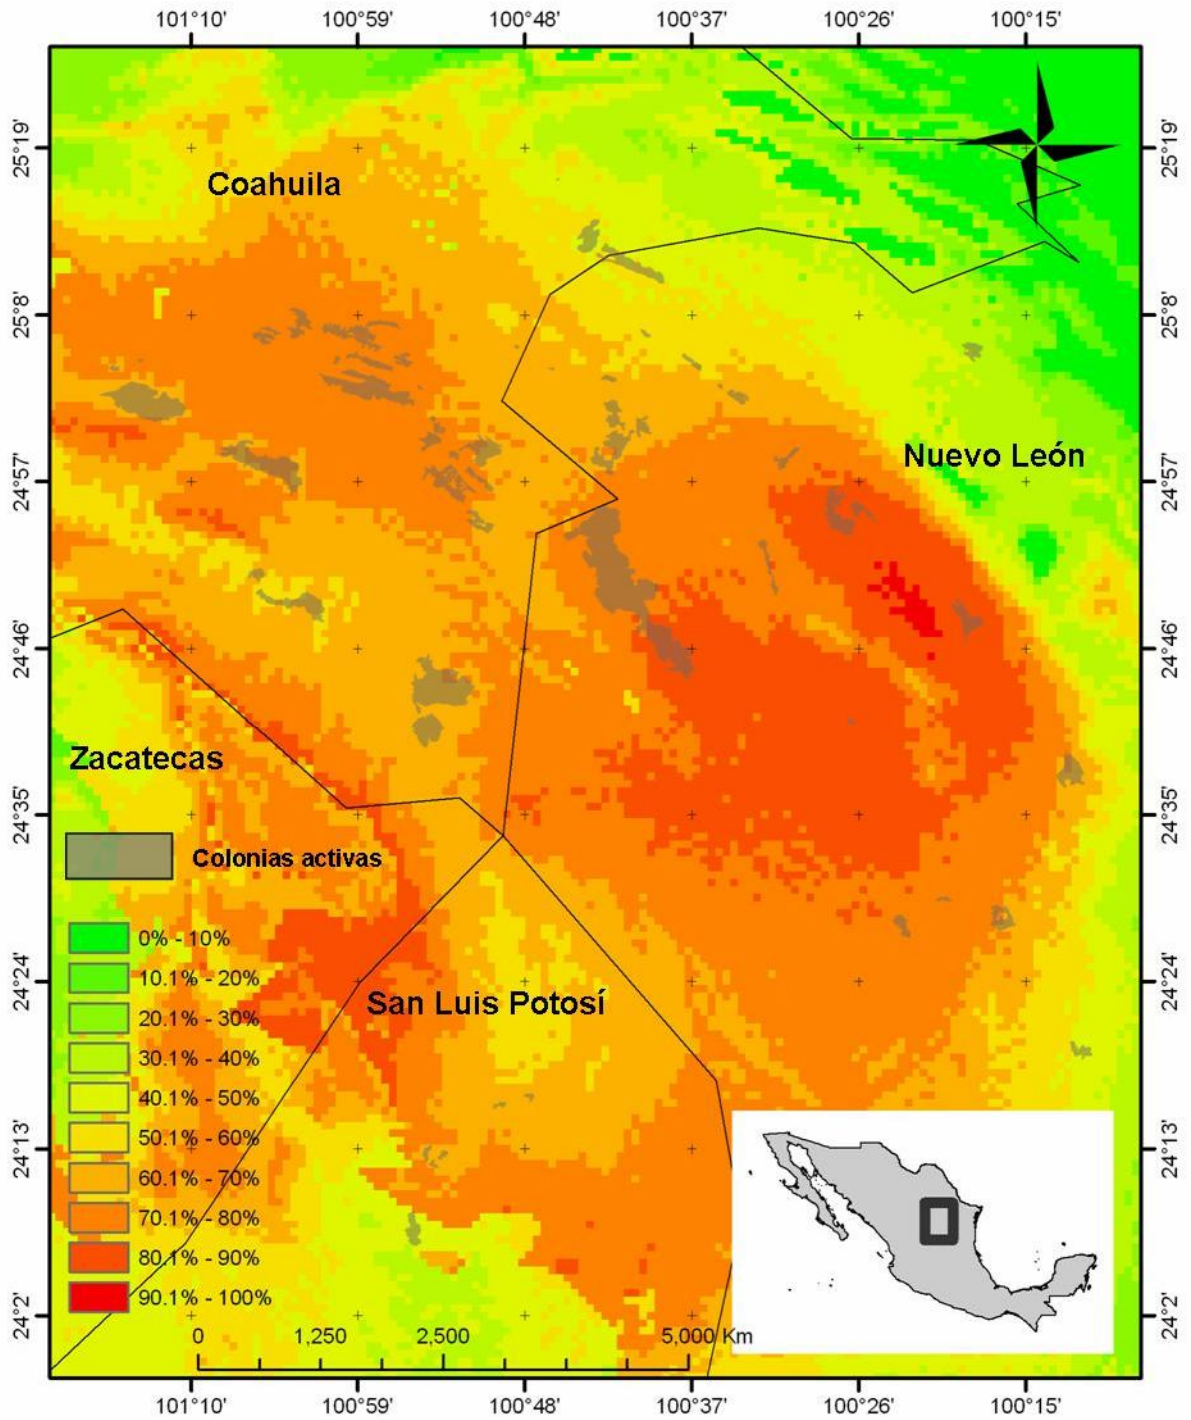 101°10' 100°59' 100°48' 100°37' 100°26' 100°15'
25°19' 25°19'
Coahuila
25°8' 25°8'
Nuevo León
24°57' 24°57'
24°46' 24°46'
Zacatecas
24°35' 24°35'
Colonias activas
0% - 10%
10.1% - 20%
24°24' 24°24'
San Luis Potosí
20.1% - 30%
30.1% - 40%
40.1% - 50%
50.1% - 60%
24°13' 24°13'
60.1% - 70%
70.1% - 80%
80.1% - 90%
90.1% - 100%
24°2' 24°2'
0 1,250 2,500 5,000 Km
101°10' 100°59' 100°48' 100°37' 100°26' 100°15'